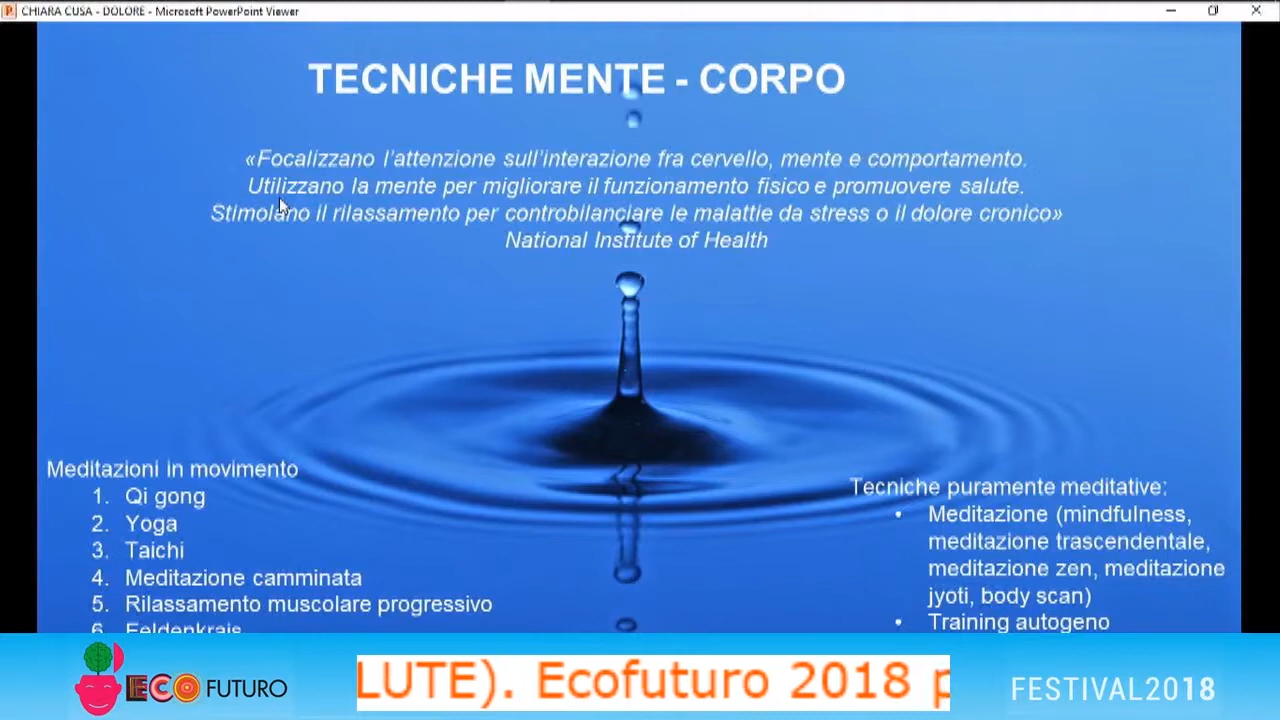 CHIARA CUSA - DOLORE - Microsoft PowerPoint Viewer
TECNICHE MENTE - CORPO
«Focalizzano l'attenzione sull'interazione fra cervello, mente e comportamento.
Utilizzano la mente per migliorare il funzionamento fisico e promuovere salute.
Stimolano il rilassamento per controbilanciare le malattie da stress o il dolore cronico»
National Institute of Health
Meditazioni in movimento
1. Qi gong
2. Yoga
3. Taichi
4. Meditazione camminata
5. Rilassamento muscolare progressivo
6. Feldenkrais
Tecniche puramente meditative:
• Meditazione (mindfulness,
meditazione trascendentale,
meditazione zen, meditazione
jyoti, body scan)
• Training autogeno
ECO FUTURO
LUTE). Ecofuturo 2018 p
FESTIVAL2018